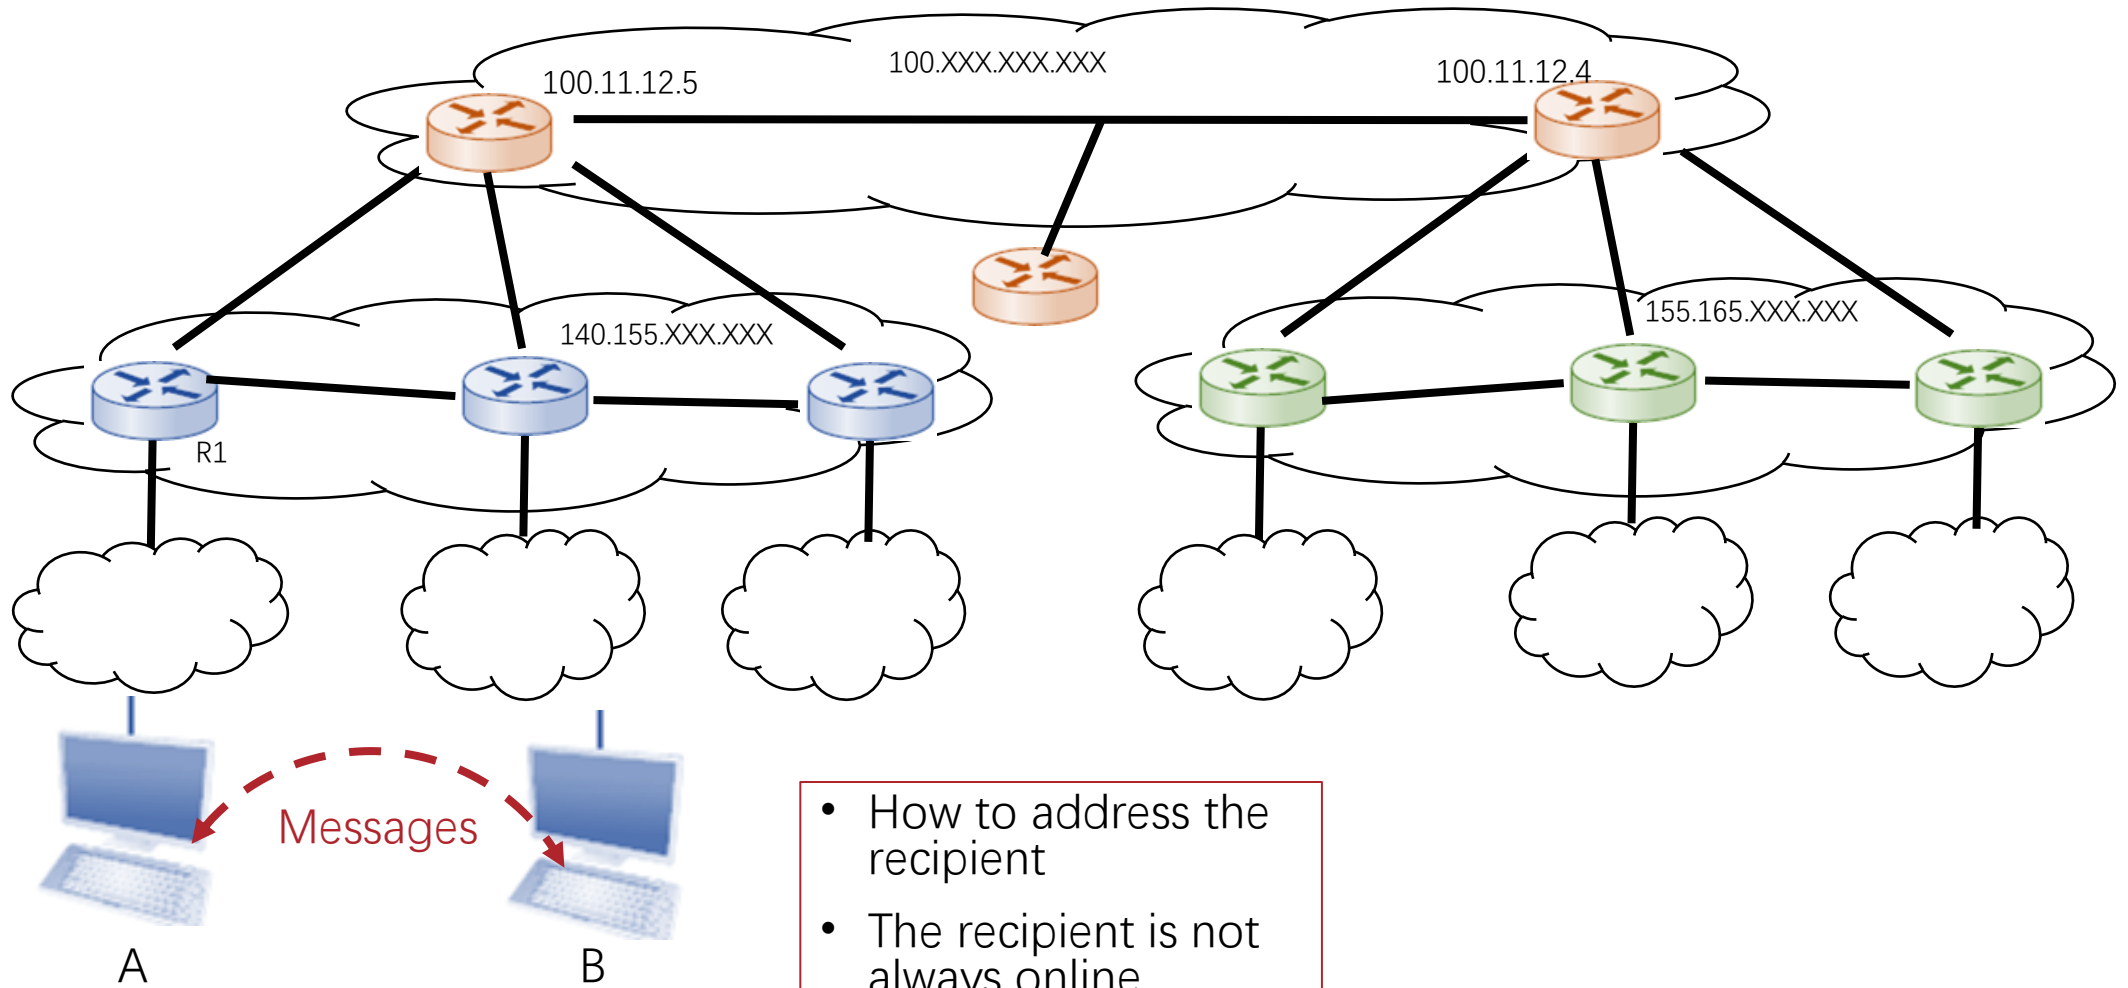 100.XXX.XXX.XXX
100.11.12.5
100.11.12.4
140.155.XXX.XXX
155.165.XXX.XXX
R1
Messages
A
B
• How to address the
recipient
• The recipient is not
always online